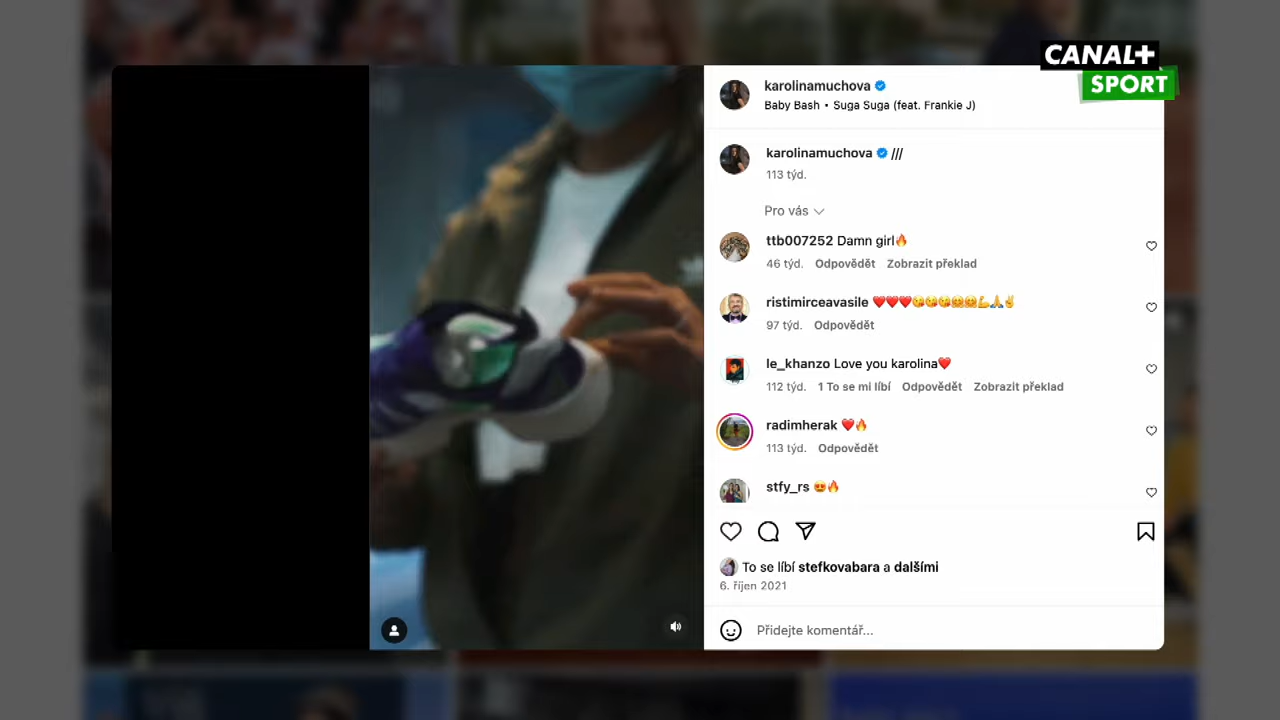 CANAL+
SPORT
karolinamuchova
Baby Bash • Suga Suga (feat. Frankie J)
karolinamuchova ///
113 týd.
Pro vás
ttb007252 Damn girl🔥
46 týd. Odpovědět Zobrazit překlad
ristimirceavasile ❤️❤️❤️😘😘😘🥰🥰💪🙏✌️
97 týd. Odpovědět
le_khanzo Love you karolina❤️
112 týd. 1 To se mi líbí Odpovědět Zobrazit překlad
radimherak ❤️🔥
113 týd. Odpovědět
stfy_rs 😍🔥
To se líbí stefkovabara a dalšími
6. říjen 2021
Přidejte komentář...